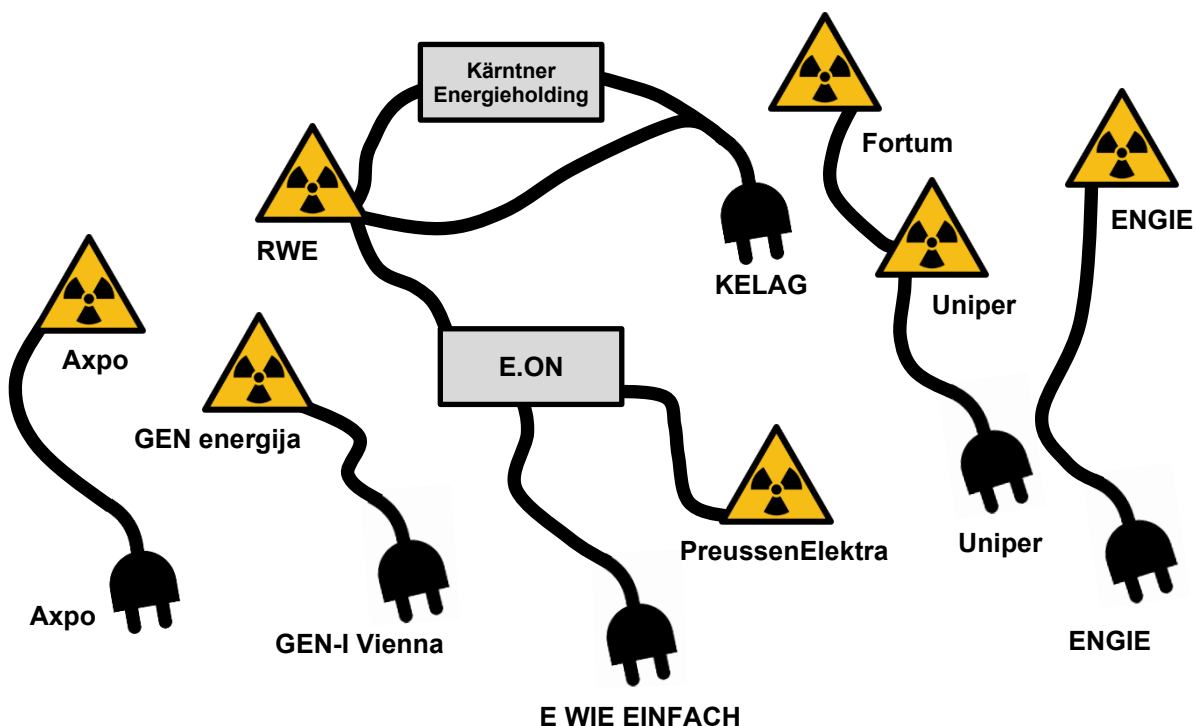 Kärntner
Energieholding
Fortum
RWE
ENGIE
KELAG
Uniper
Axpo
E.ON
GEN energija
PreussenElektra
Uniper
Axpo
GEN-I Vienna
ENGIE
E WIE EINFACH